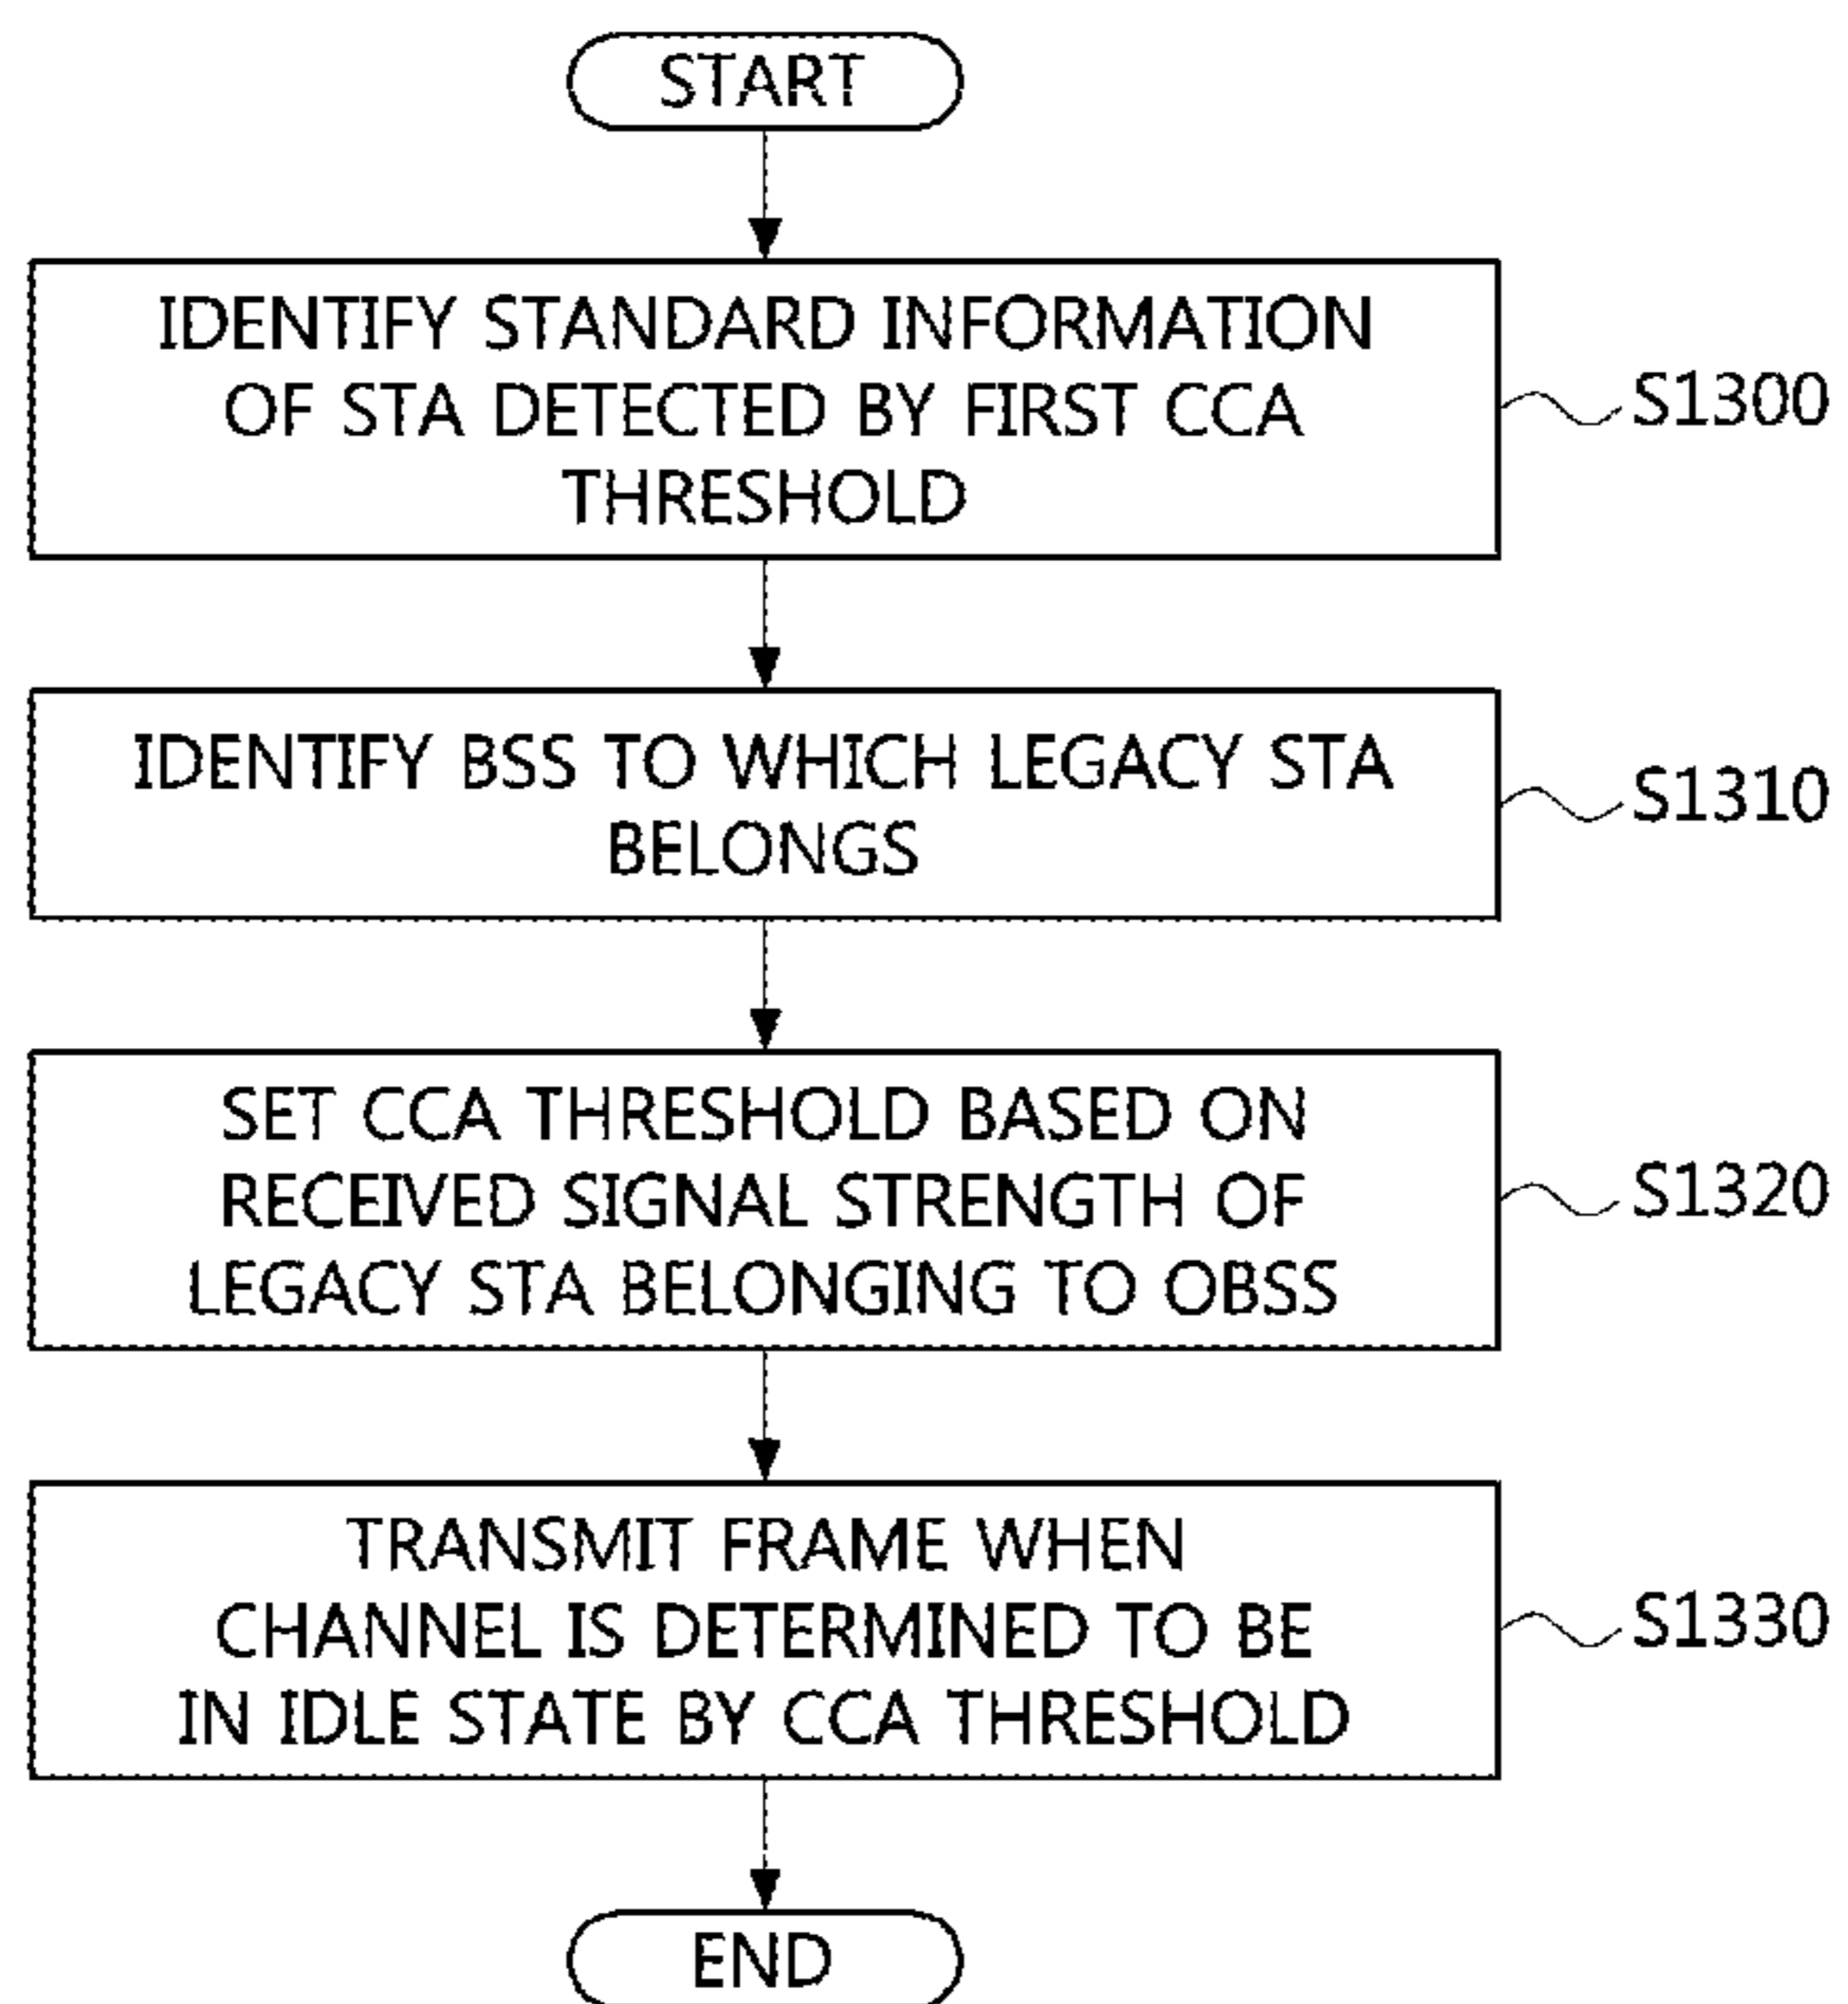 START
IDENTIFY STANDARD INFORMATION
OF STA DETECTED BY FIRST CCA
THRESHOLD
S1300
IDENTIFY BSS TO WHICH LEGACY STA
BELONGS
S1310
SET CCA THRESHOLD BASED ON
RECEIVED SIGNAL STRENGTH OF
LEGACY STA BELONGING TO OBSS
S1320
TRANSMIT FRAME WHEN
CHANNEL IS DETERMINED TO BE
IN IDLE STATE BY CCA THRESHOLD
S1330
END